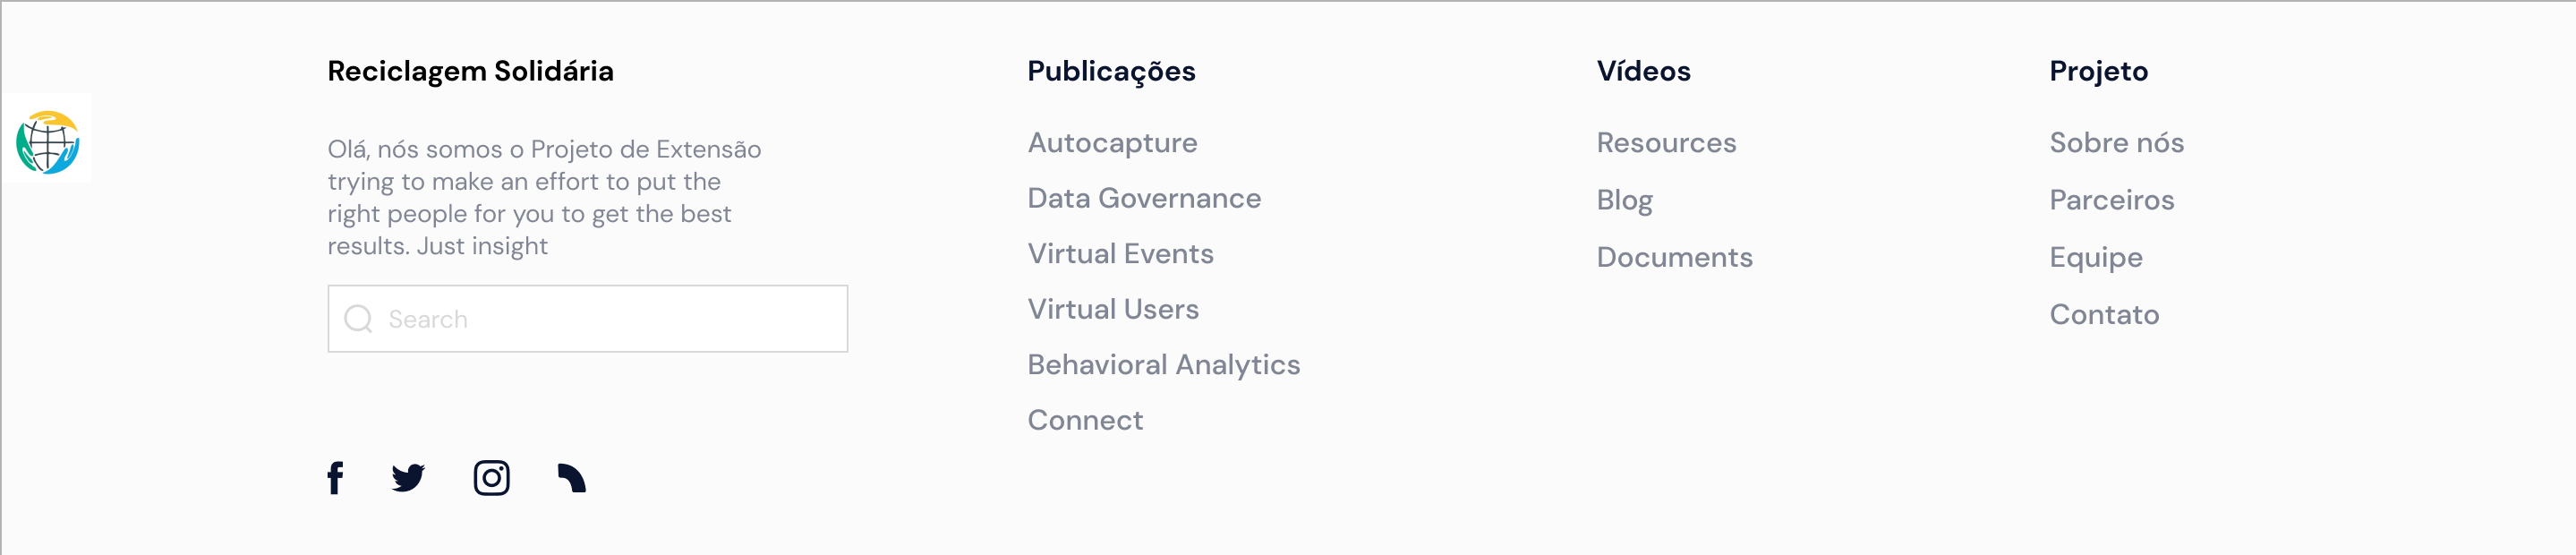 Reciclagem Solidária
Olá, nós somos o Projeto de Extensão
trying to make an effort to put the
right people for you to get the best
results. Just insight
Search
Publicações
Autocapture
Data Governance
Virtual Events
Virtual Users
Behavioral Analytics
Connect
Vídeos
Resources
Blog
Documents
Projeto
Sobre nós
Parceiros
Equipe
Contato